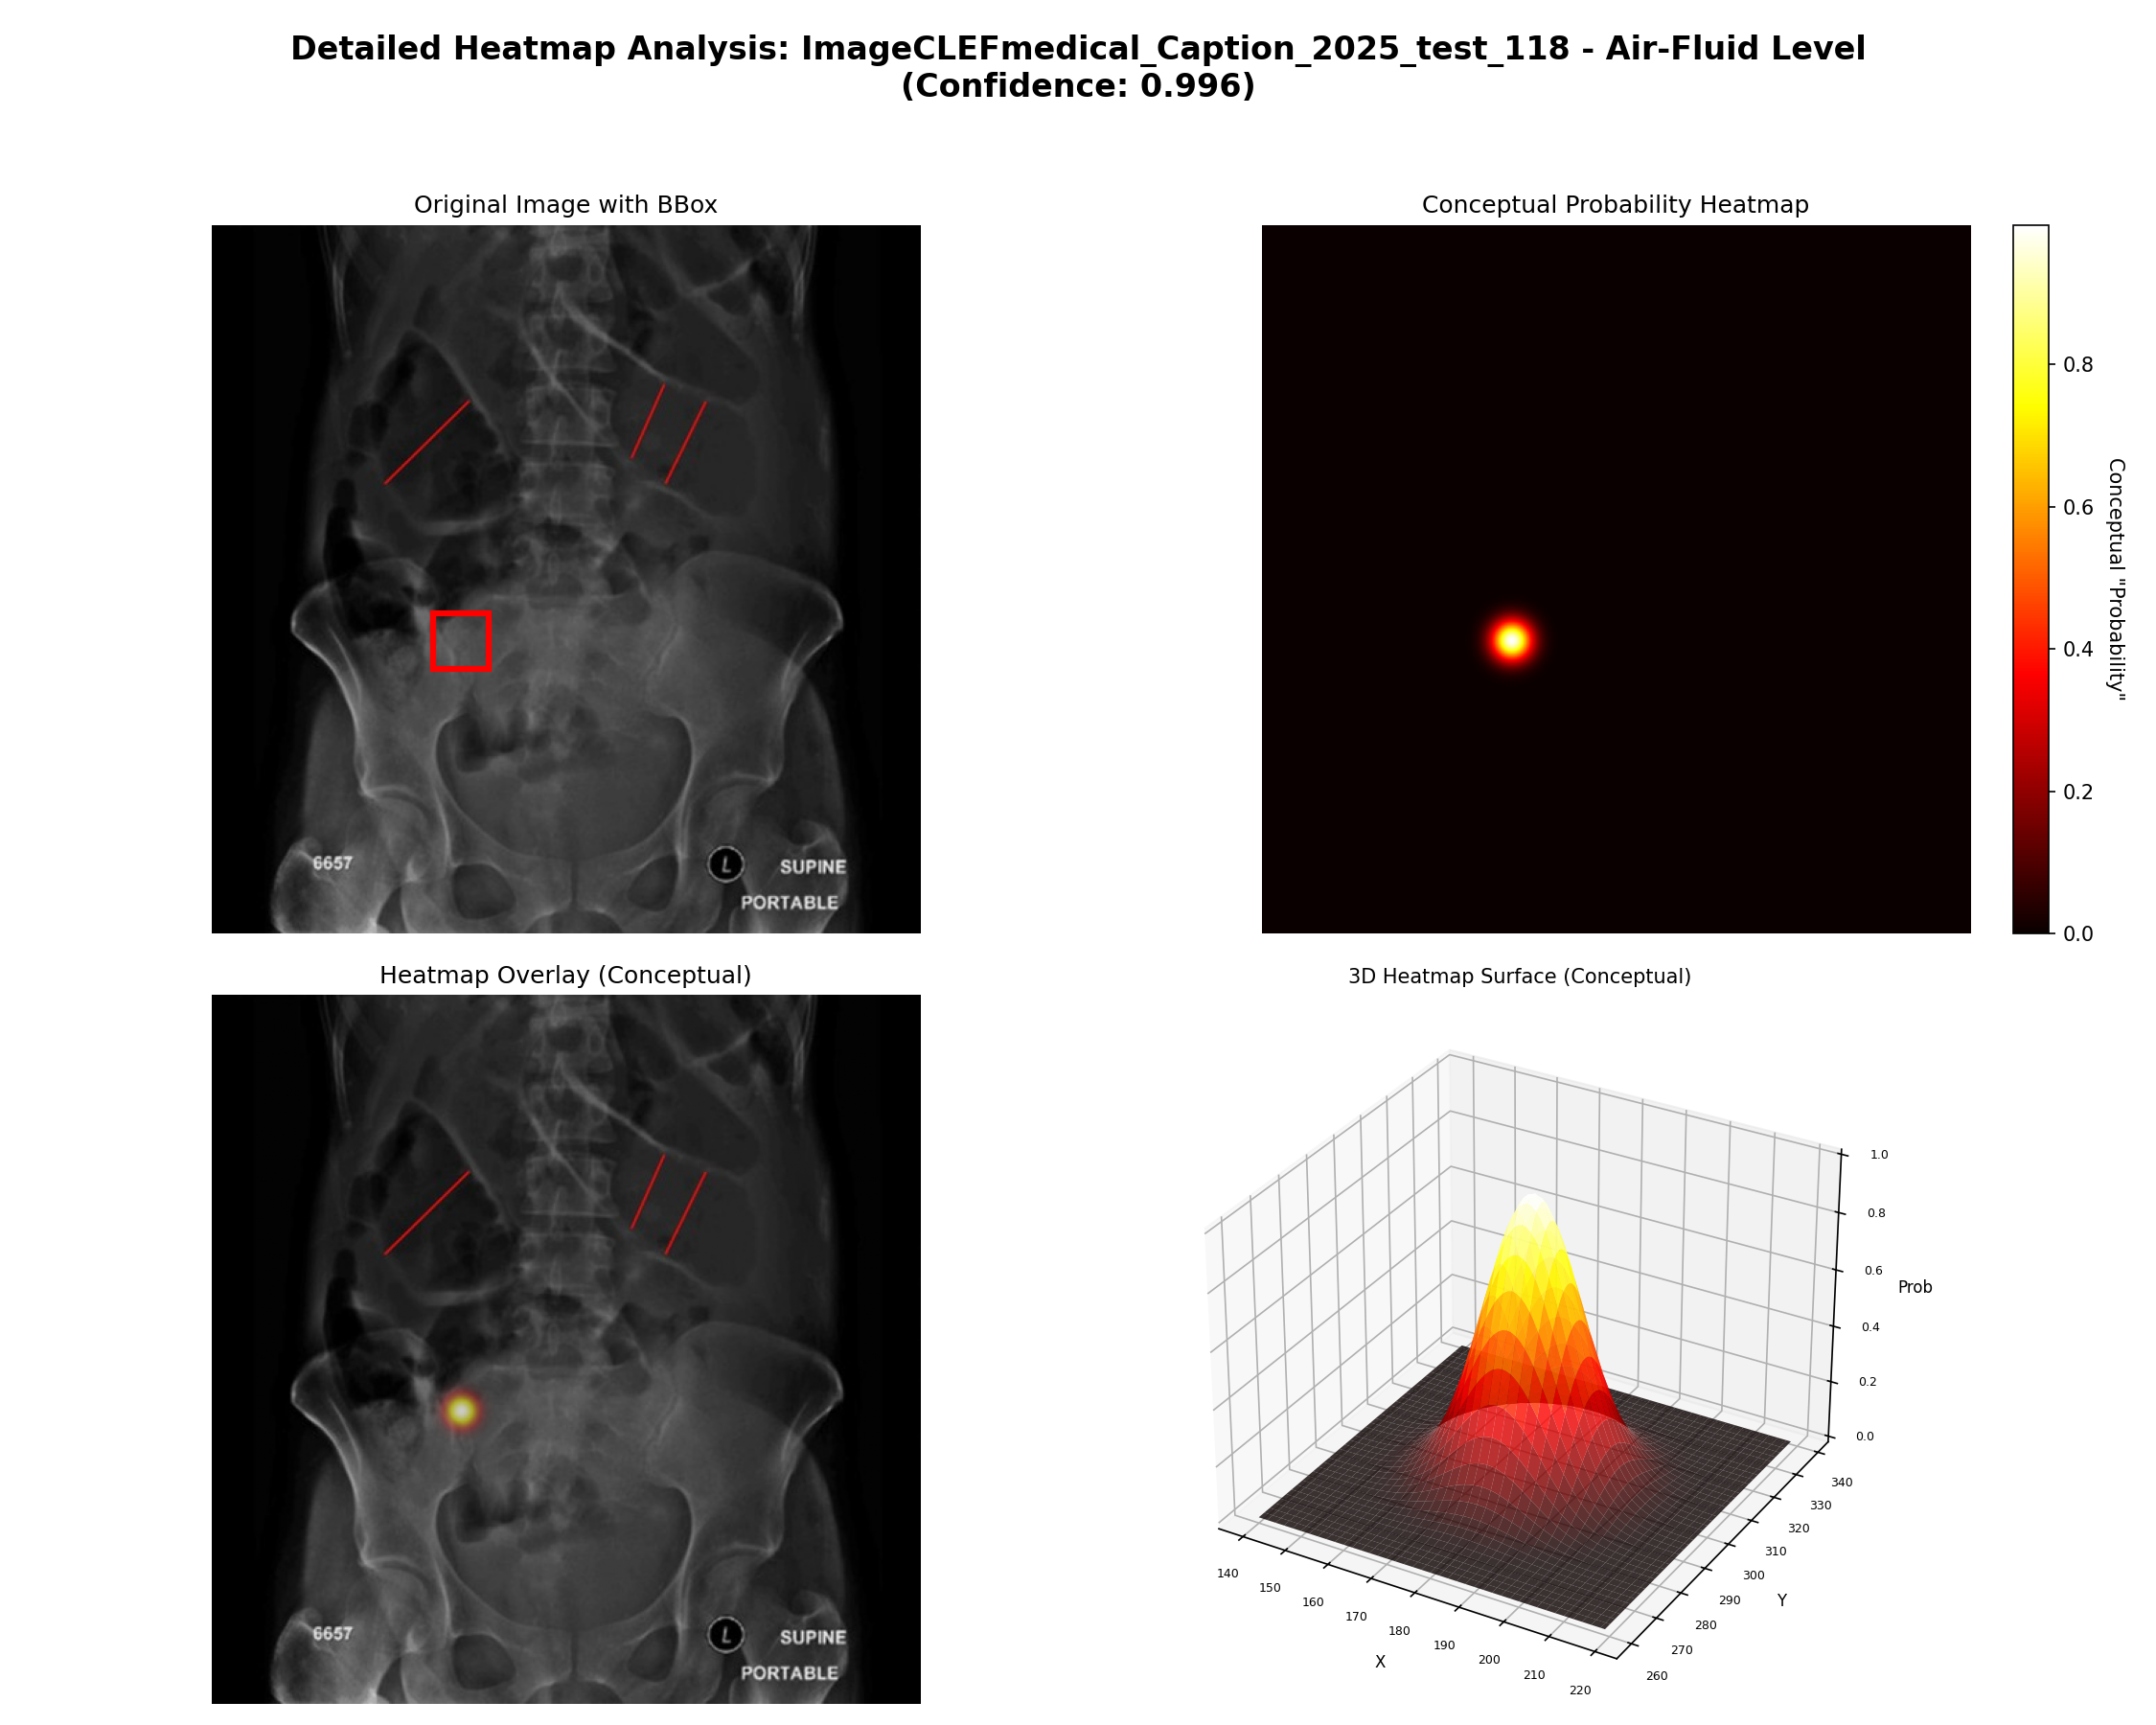 Detailed Heatmap Analysis: ImageCLEFmedical_Caption_2025_test_118 - Air-Fluid Level
(Confidence: 0.996)
Original Image with BBox
6657
L
SUPINE
PORTABLE
Conceptual Probability Heatmap
0.8
0.6
0.4
0.2
0.0
Conceptual "Probability"
Heatmap Overlay (Conceptual)
6657
L
SUPINE
PORTABLE
3D Heatmap Surface (Conceptual)
1.0
0.8
0.6
0.4
0.2
0.0
Prob
340
330
320
310
300
290
280
270
260
Y
140
150
160
170
180
190
200
210
220
X